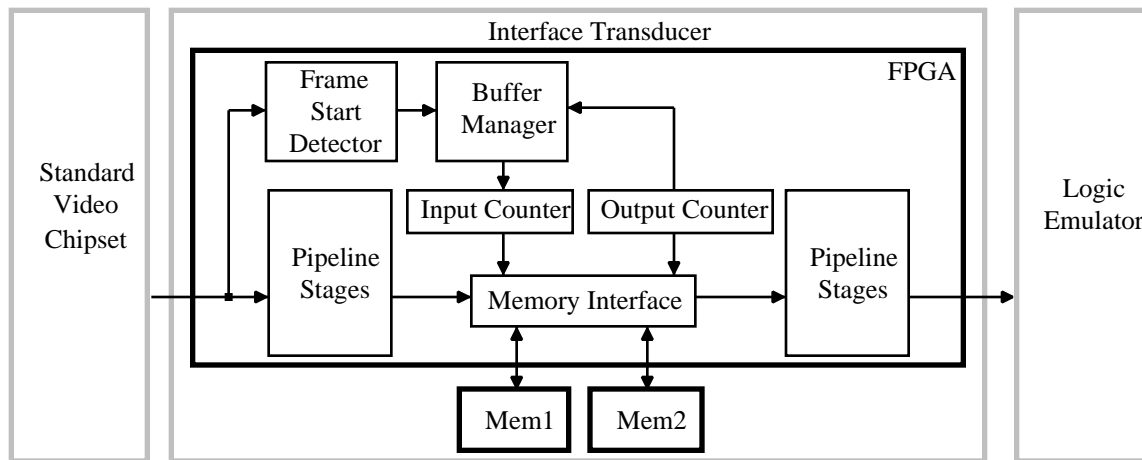 Interface Transducer
FPGA
Frame
Start
Detector
Buffer
Manager
Standard
Video
Chipset
Input Counter
Output Counter
Logic
Emulator
Pipeline
Stages
Memory Interface
Pipeline
Stages
Mem1
Mem2